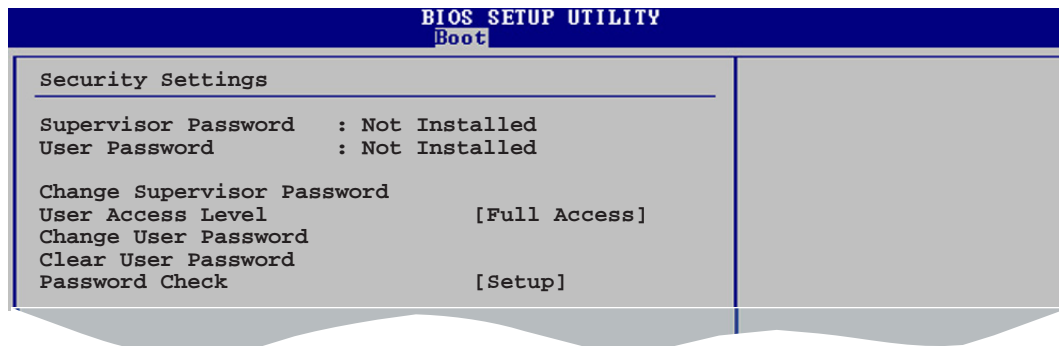 BIOS SETUP UTILITY
Boot
Security Settings
Supervisor Password : Not Installed
User Password : Not Installed
Change Supervisor Password
User Access Level [Full Access]
Change User Password
Clear User Password
Password Check [Setup]